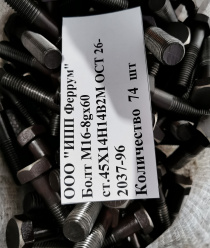 ООО "ИПП Феррум"
Болт М16-8gх60
ст.45Х14Н14В2М ОСТ 26-
2037-96
Количество 74 шт